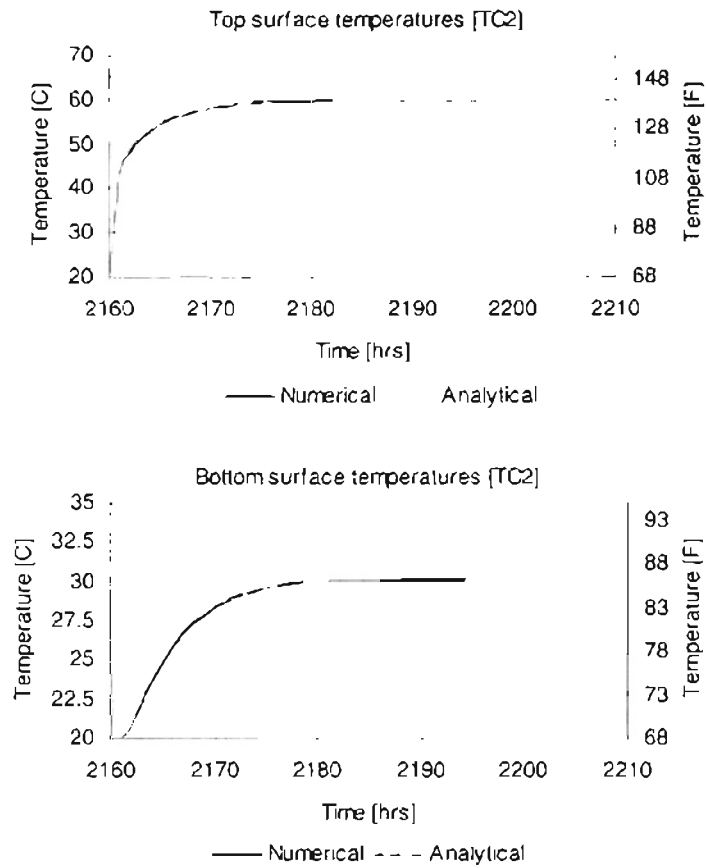 Top surface temperatures [TC2]
70
60
50
40
30
20
148
128
108
88
68
Temperature [C]
Temperature [F]
2160 2170 2180 2190 2200 2210
Time [hrs]
Numerical Analytical
Bottom surface temperatures [TC2]
35
32.5
30
27.5
25
22.5
20
93
88
83
78
73
68
Temperature [C]
Temperature [F]
2160 2170 2180 2190 2200 2210
Time [hrs]
Numerical Analytical